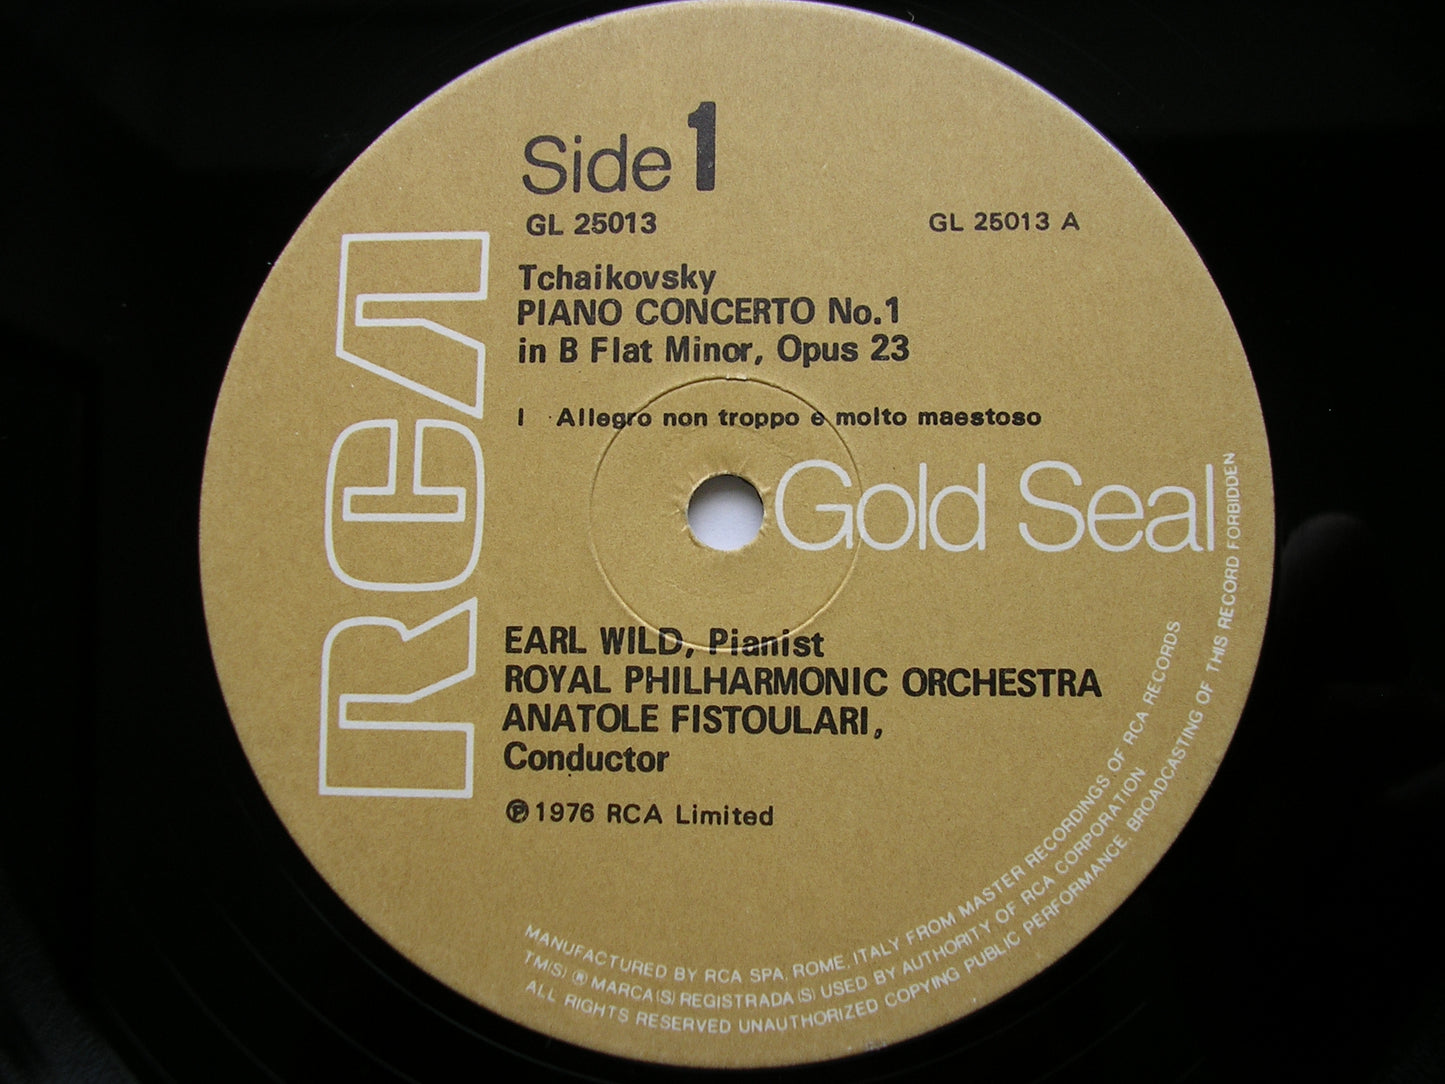 Side 1
GL 25013 GL 25013 A
Tchaikovsky
PIANO CONCERTO No.1
in B Flat Minor, Opus 23
I Allegro non troppo e molto maestoso
RCA
Gold Seal
EARL WILD, Pianist
ROYAL PHILHARMONIC ORCHESTRA
ANATOLE FISTOULARI,
Conductor
℗ 1976 RCA Limited
MANUFACTURED BY RCA SPA, ROME, ITALY FROM MASTER RECORDINGS OF RCA RECORDS
TM(S) ® MARCA(S) REGISTRADA(S) USED BY AUTHORITY OF RCA CORPORATION
ALL RIGHTS RESERVED UNAUTHORIZED COPYING PUBLIC PERFORMANCE, BROADCASTING OF THIS RECORD FORBIDDEN